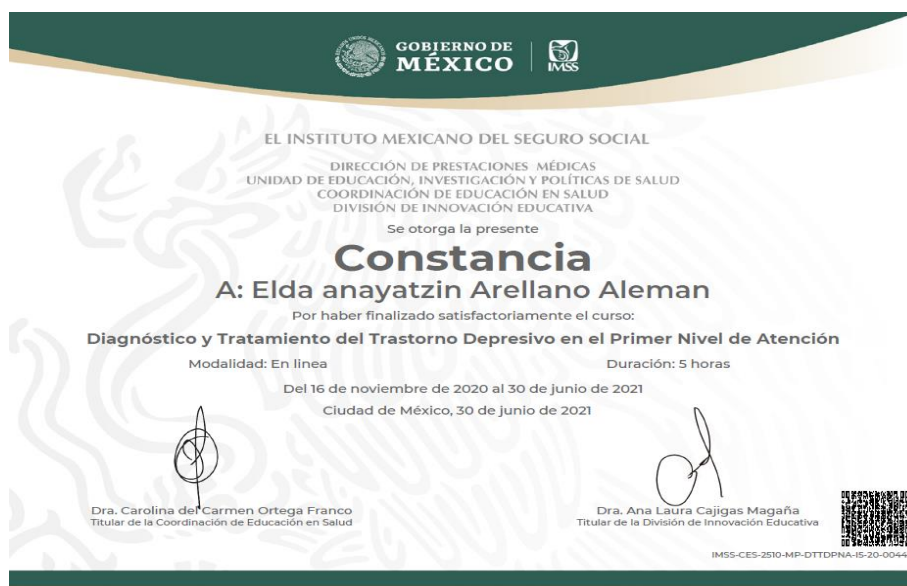 GOBIERNO DE
MÉXICO
IMSS
EL INSTITUTO MEXICANO DEL SEGURO SOCIAL
DIRECCIÓN DE PRESTACIONES MÉDICAS
UNIDAD DE EDUCACIÓN, INVESTIGACIÓN Y POLÍTICAS DE SALUD
COORDINACIÓN DE EDUCACIÓN EN SALUD
DIVISIÓN DE INNOVACIÓN EDUCATIVA
Se otorga la presente
Constancia
A: Elda anayatzin Arellano Aleman
Por haber finalizado satisfactoriamente el curso:
Diagnóstico y Tratamiento del Trastorno Depresivo en el Primer Nivel de Atención
Modalidad: En linea
Duración: 5 horas
Del 16 de noviembre de 2020 al 30 de junio de 2021
Ciudad de México, 30 de junio de 2021
Dra. Carolina del Carmen Ortega Franco
Titular de la Coordinación de Educación en Salud
Dra. Ana Laura Cajigas Magaña
Titular de la División de Innovación Educativa
IMSS-CES-2510-MP-DTTDPNA-I5-20-0044